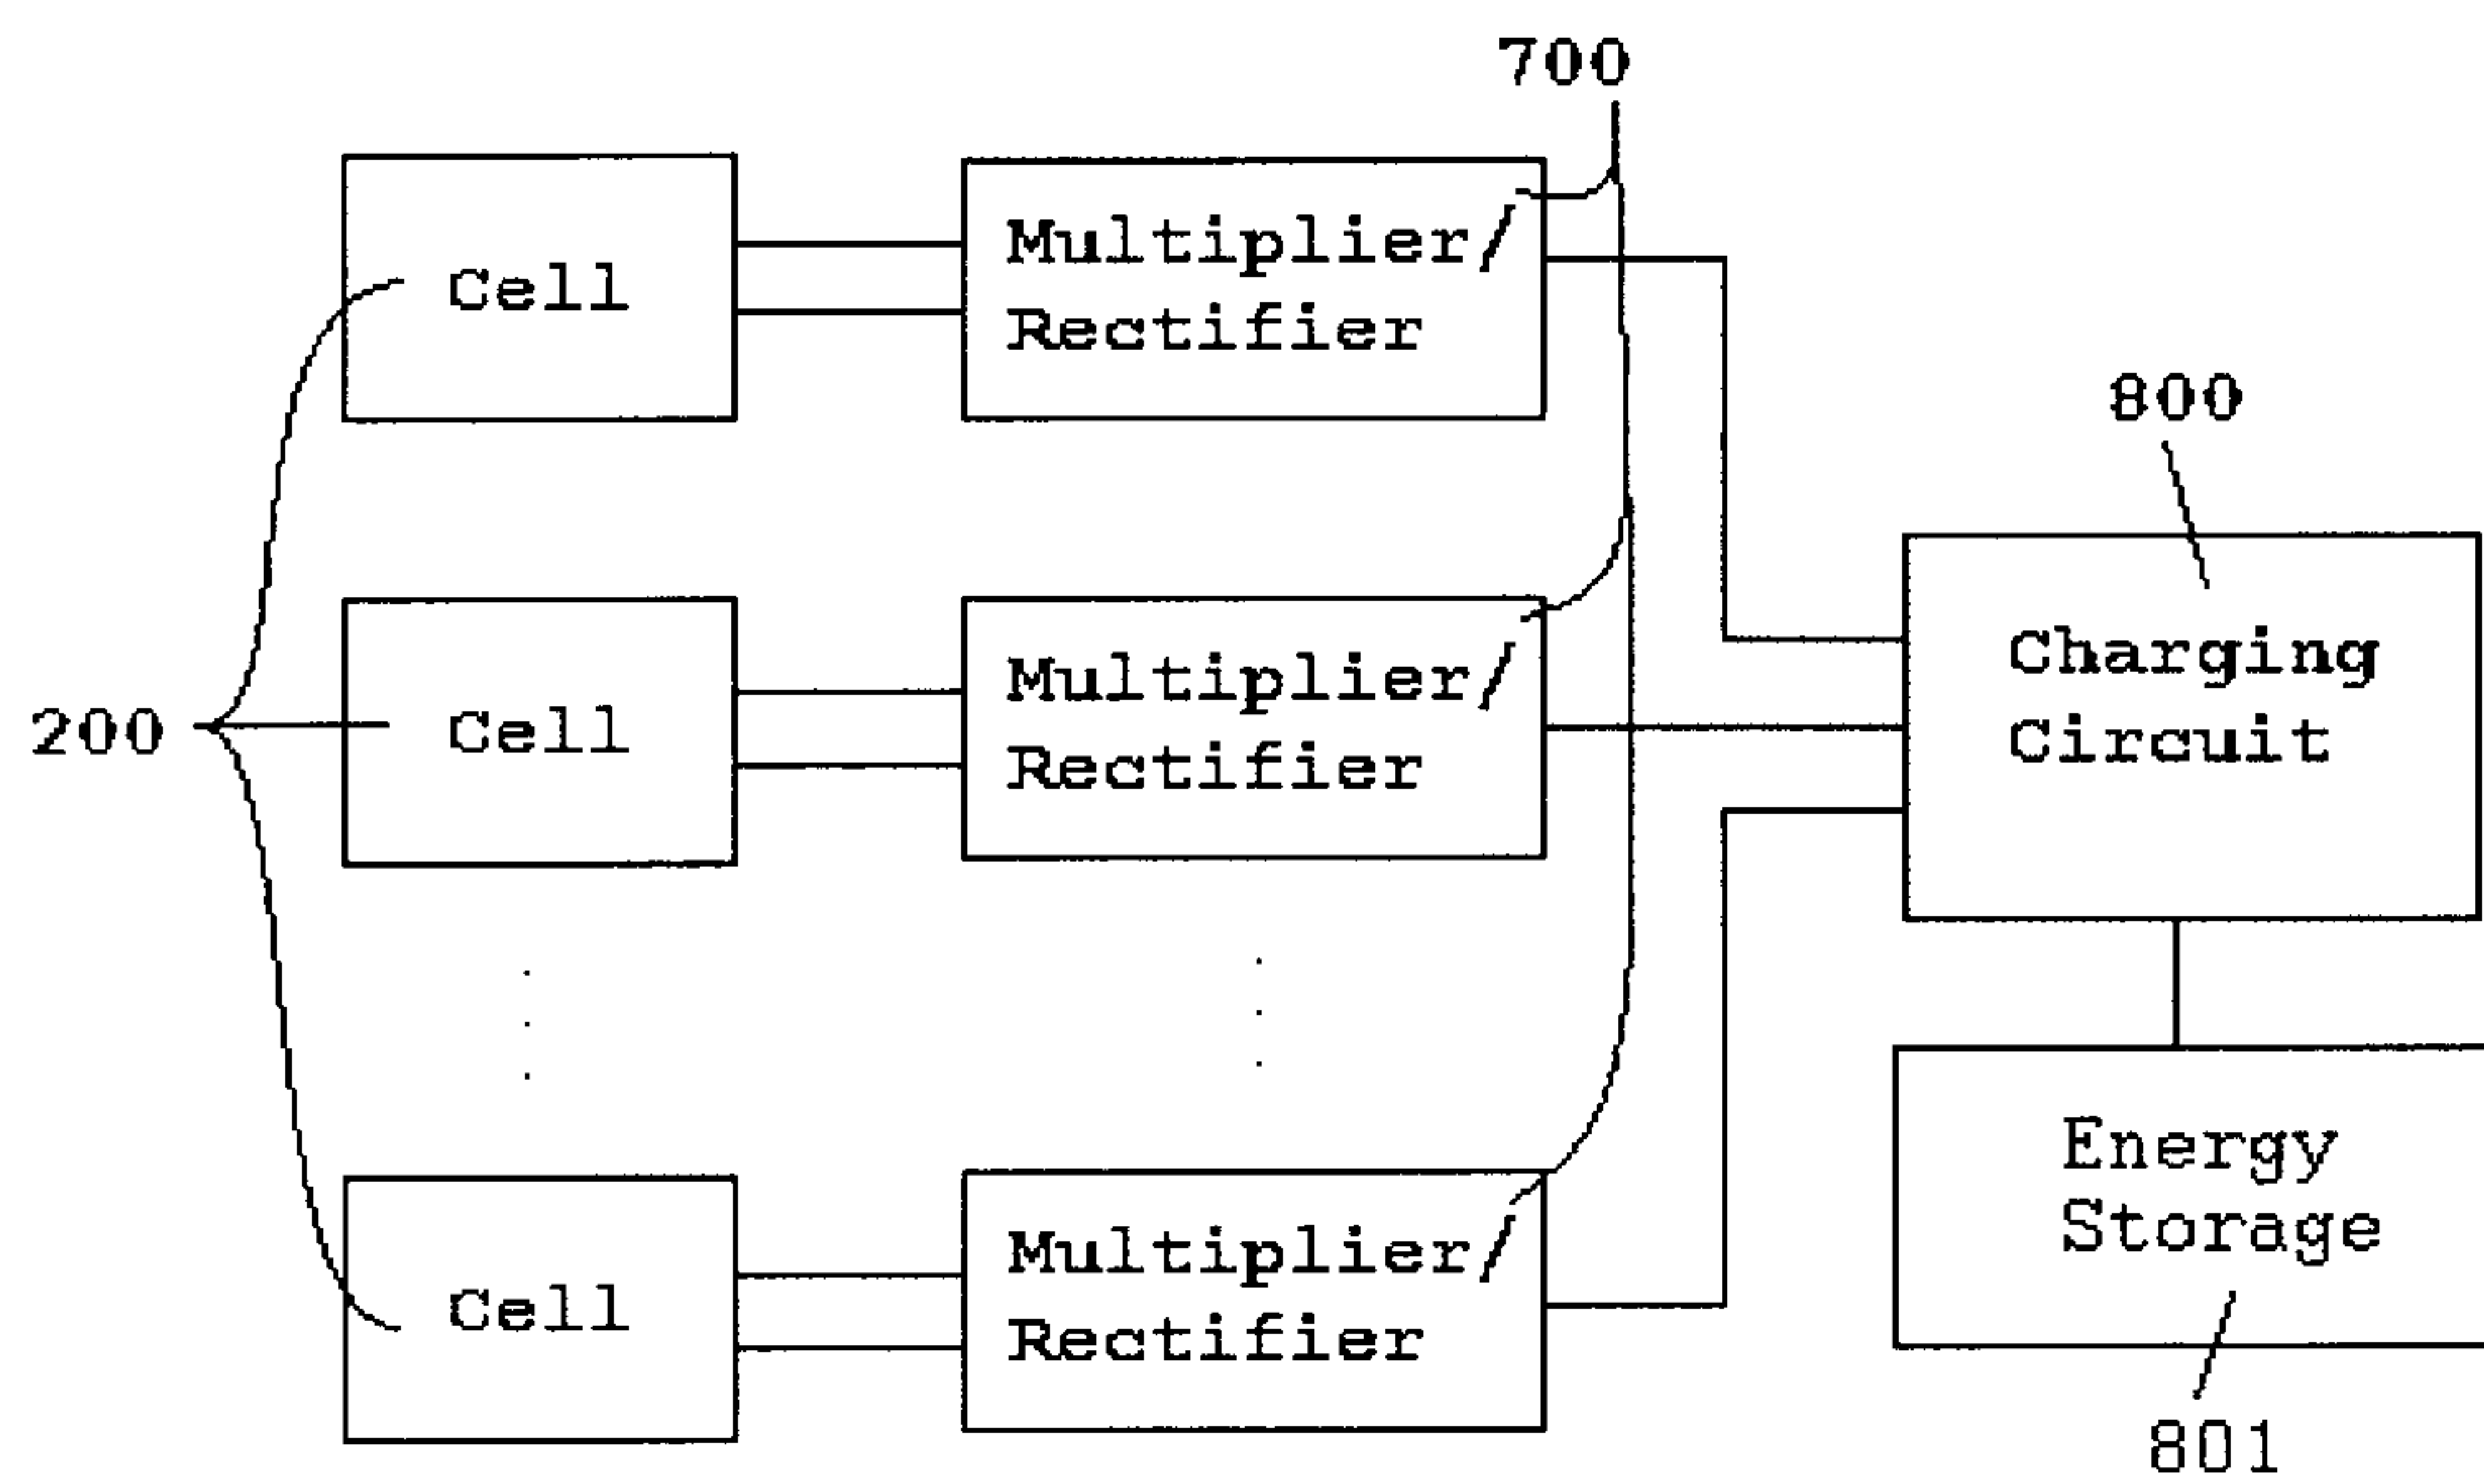 700
Cell
Multiplier/
Rectifier
800
200
Cell
Multiplier/
Rectifier
Charging
Circuit
Cell
Multiplier/
Rectifier
Energy
Storage
801